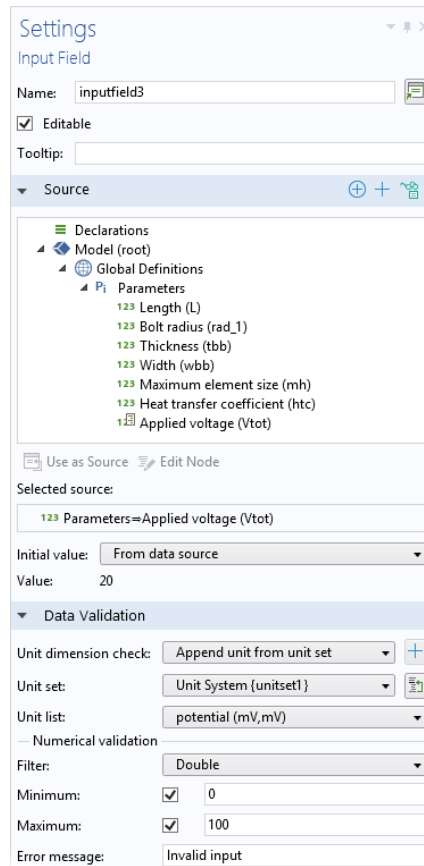 Settings
Input Field
Name: inputfield3
Editable
Tooltip:
Source
Declarations
Model (root)
Global Definitions
Pi Parameters
123 Length (L)
123 Bolt radius (rad_1)
123 Thickness (tbb)
123 Width (wbb)
123 Maximum element size (mh)
123 Heat transfer coefficient (htc)
Applied voltage (Vtot)
Use as Source Edit Node
Selected source:
123 Parameters=Applied voltage (Vtot)
Initial value: From data source
Value: 20
Data Validation
Unit dimension check: Append unit from unit set
Unit set: Unit System {unitset1}
Unit list: potential (mV,mV)
Numerical validation
Filter: Double
Minimum: 0
Maximum: 100
Error message: Invalid input